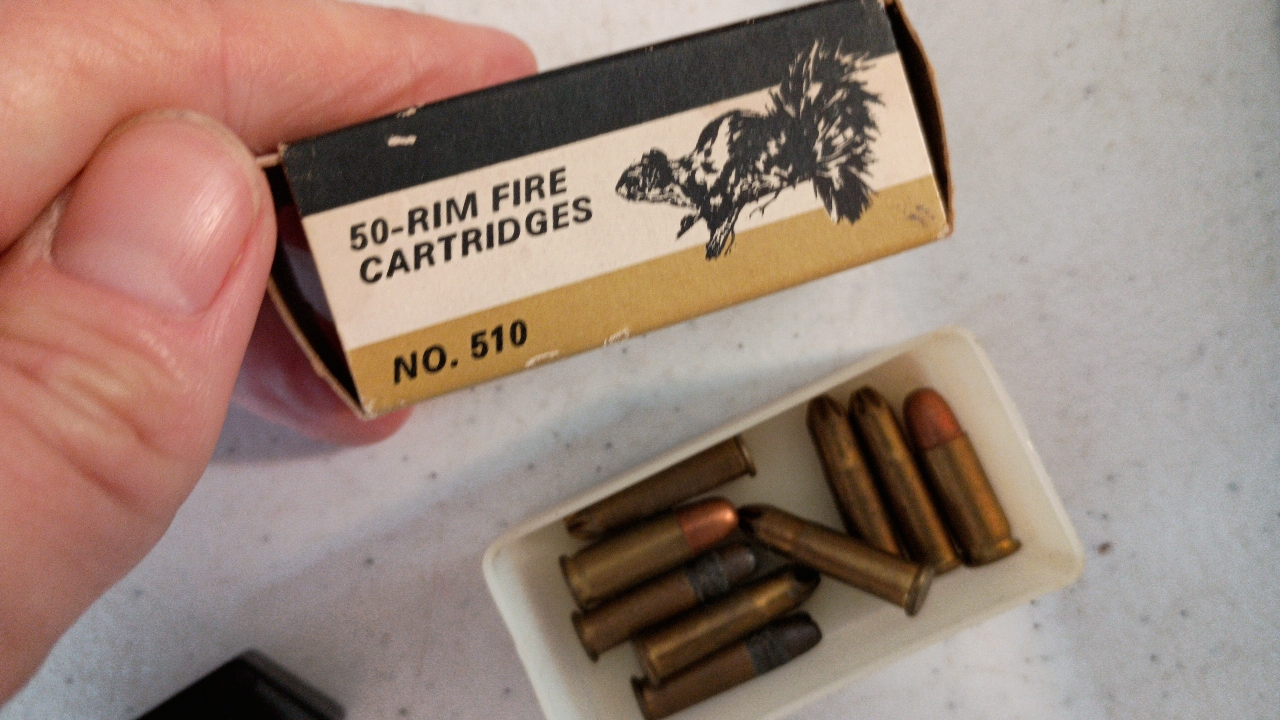 50-RIM FIRE
CARTRIDGES
NO. 510